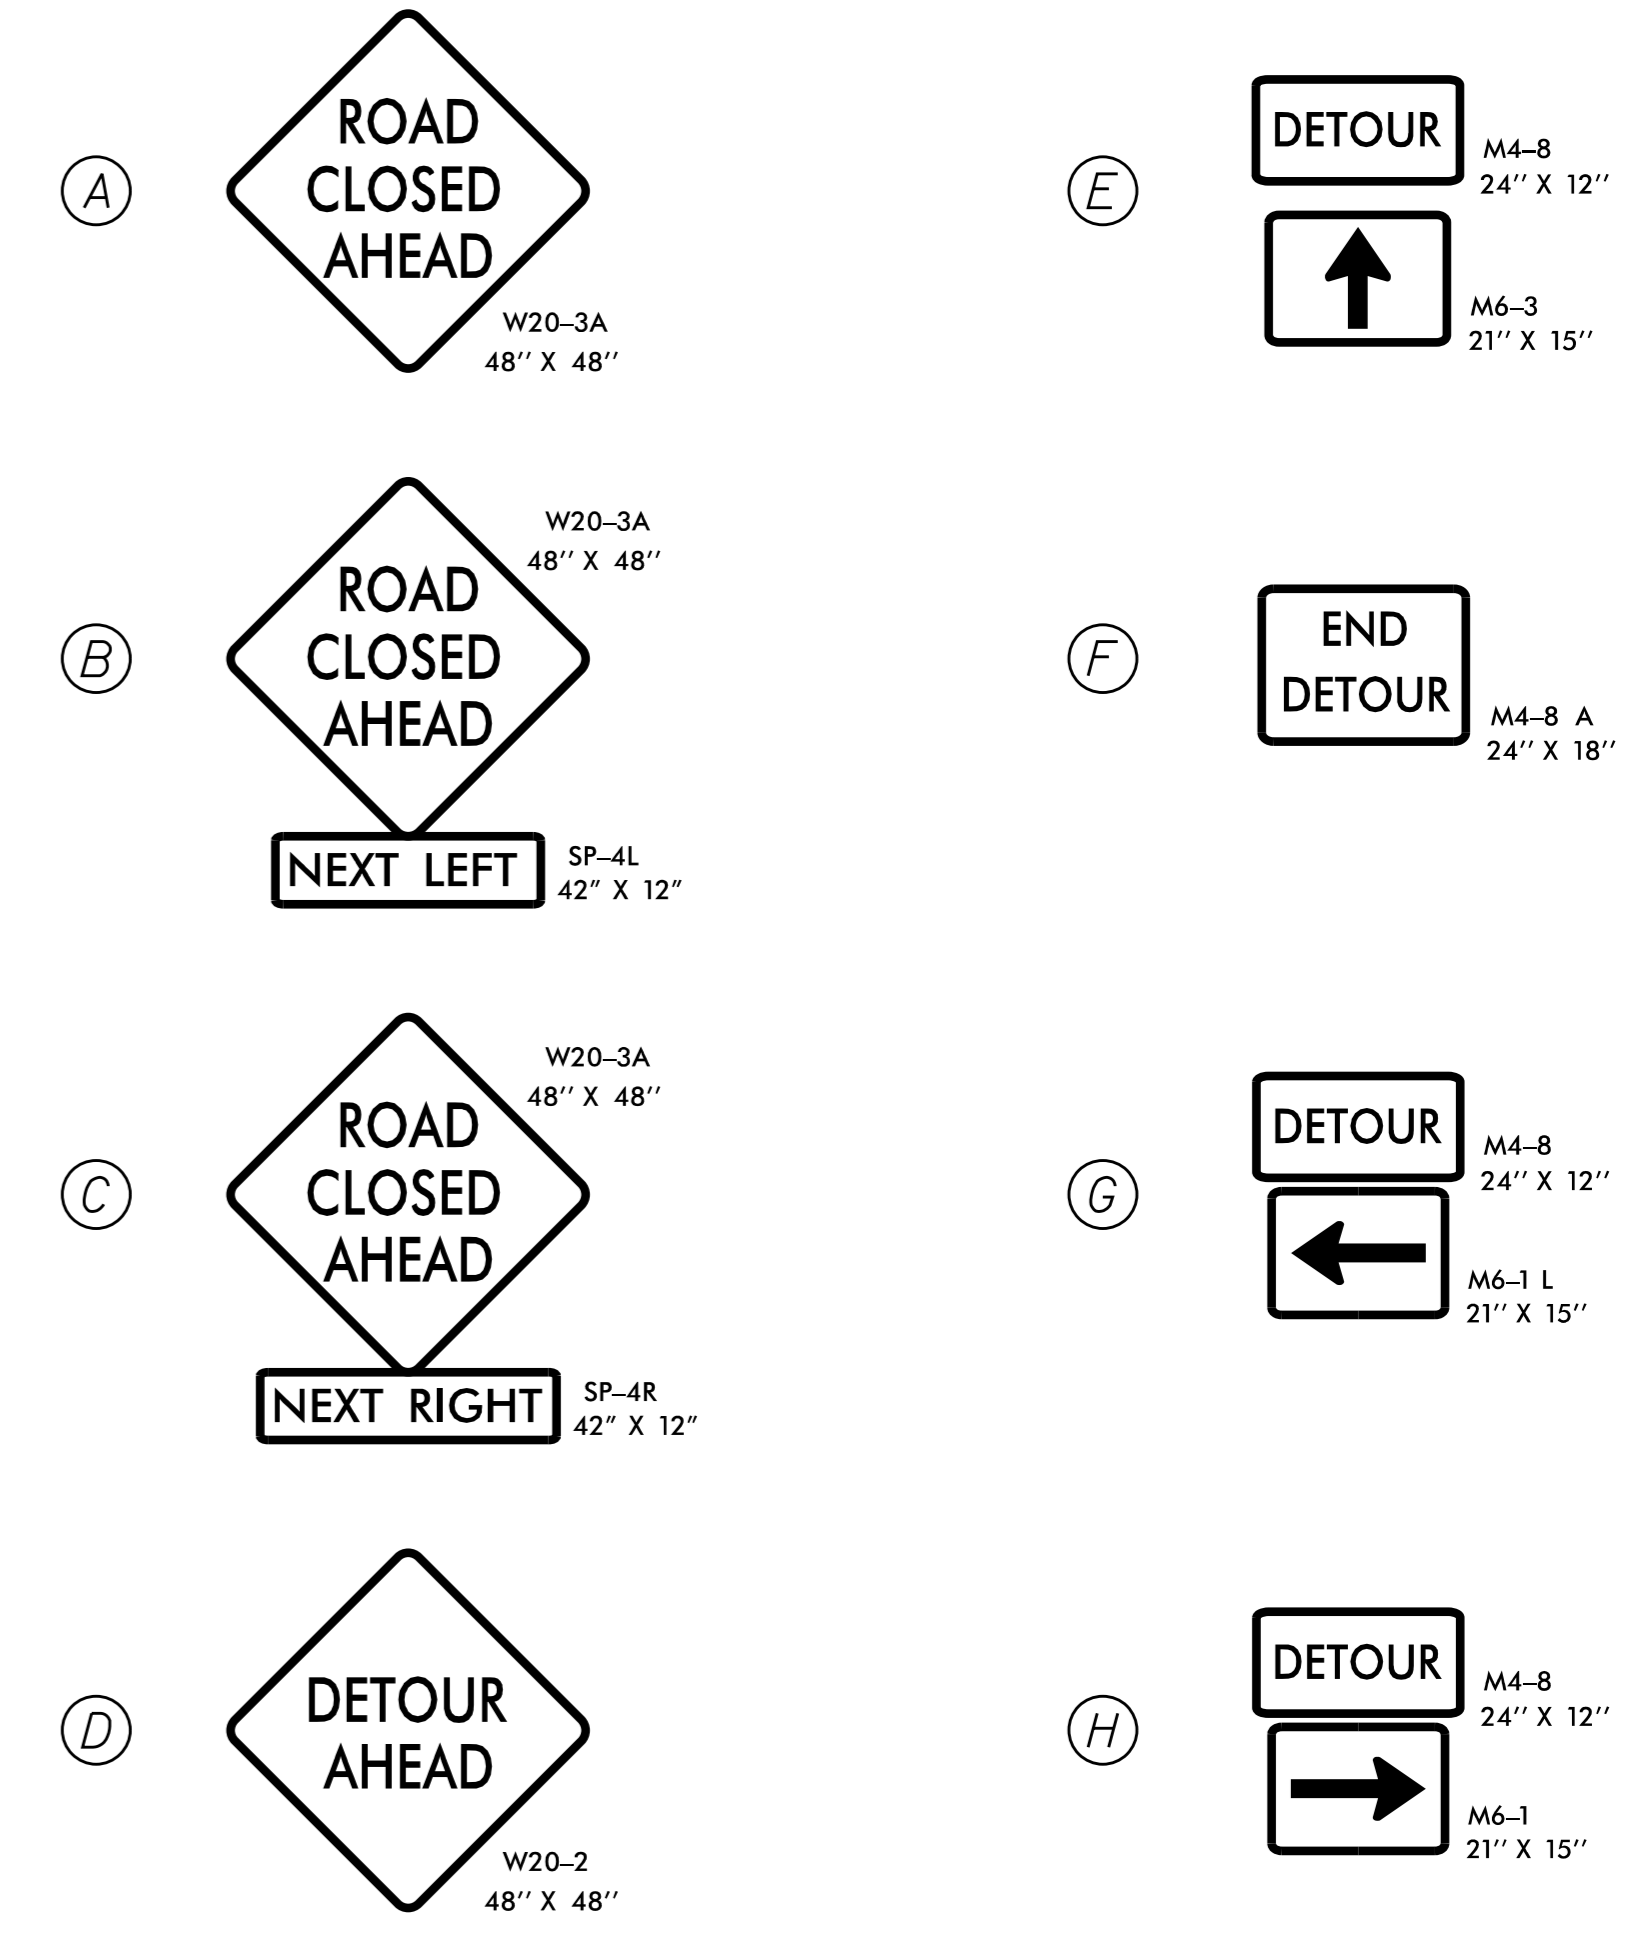 A
ROAD
CLOSED
AHEAD
W20-3A
48'' X 48''
B
W20-3A
48'' X 48''
ROAD
CLOSED
AHEAD
NEXT LEFT
SP-4L
42" X 12"
C
W20-3A
48'' X 48''
ROAD
CLOSED
AHEAD
NEXT RIGHT
SP-4R
42" X 12"
D
DETOUR
AHEAD
W20-2
48'' X 48''
E
DETOUR
M4-8
24'' X 12''
M6-3
21'' X 15''
F
END
DETOUR
M4-8 A
24'' X 18''
G
DETOUR
M4-8
24'' X 12''
M6-1 L
21'' X 15''
H
DETOUR
M4-8
24'' X 12''
M6-1
21'' X 15''